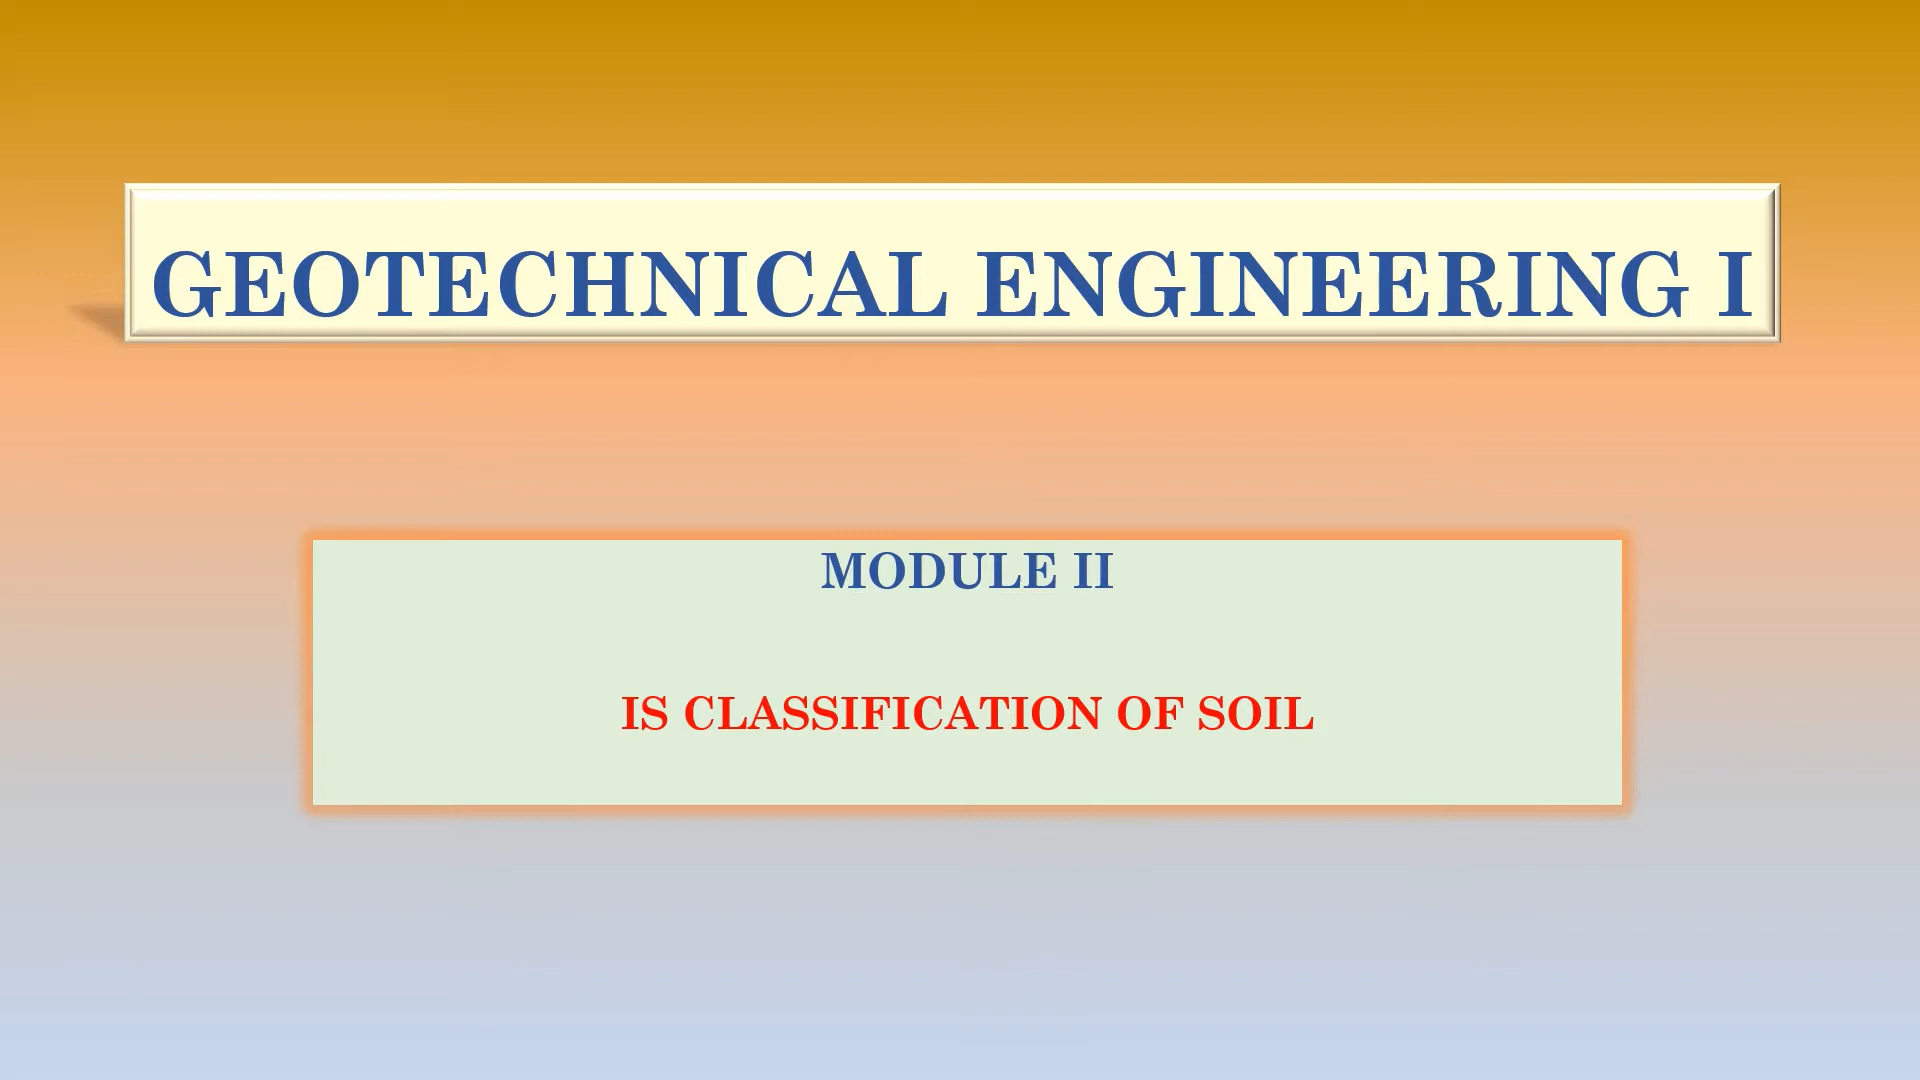 GEOTECHNICAL ENGINEERING I
MODULE II
IS CLASSIFICATION OF SOIL